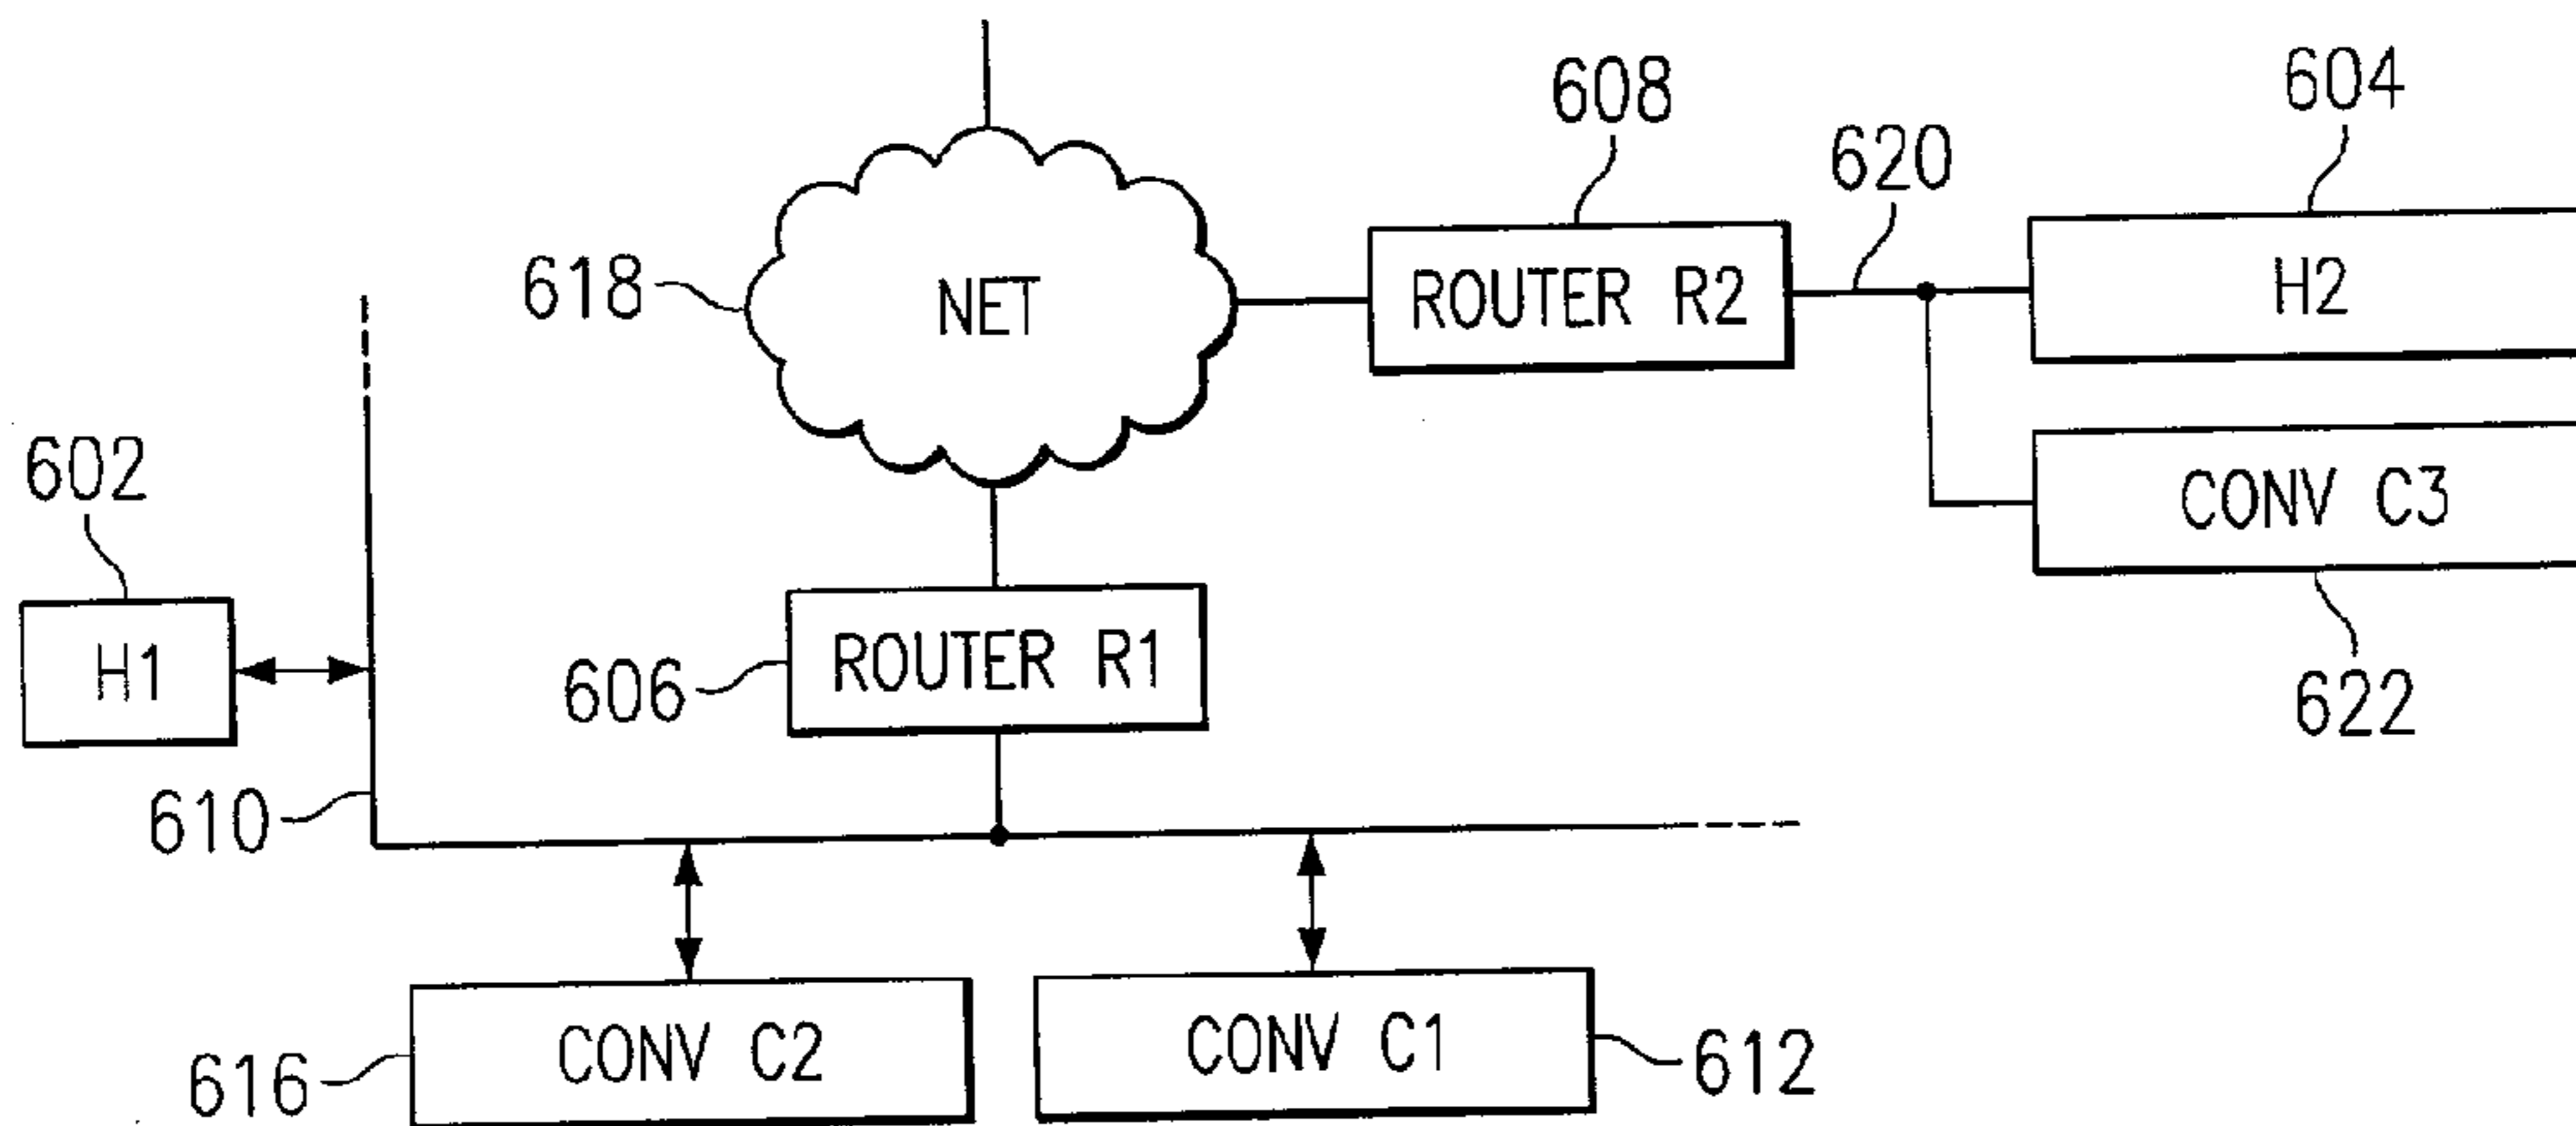 604
608
620
618
NET
ROUTER R2
H2
602
CONV C3
H1
606
ROUTER R1
622
610
616
CONV C2
CONV C1
612